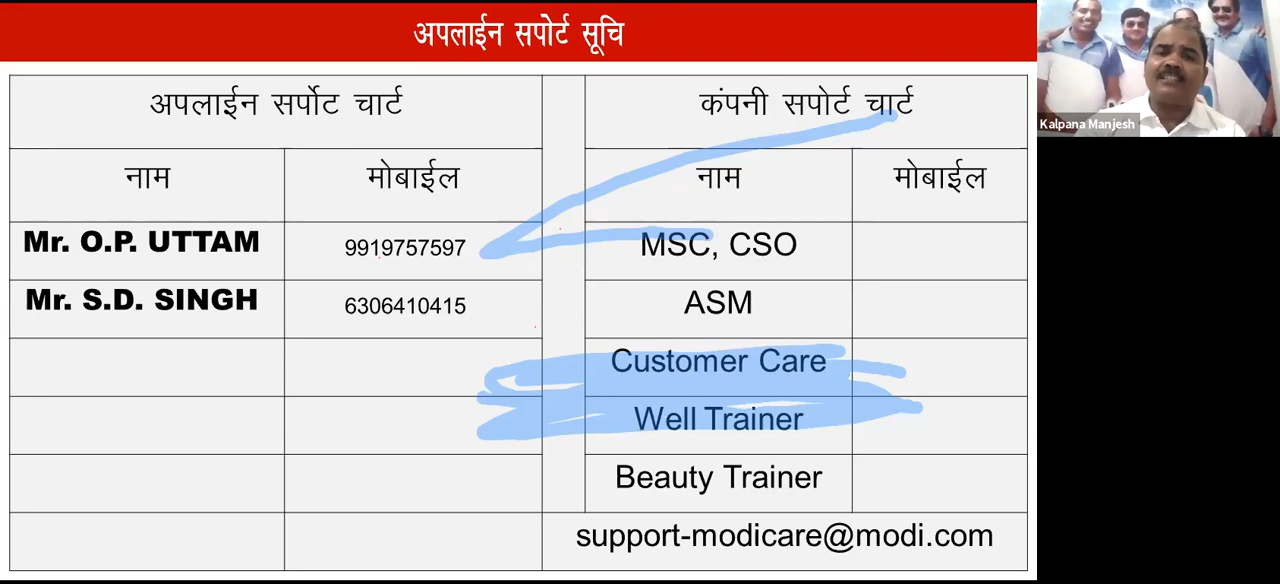 अपलाईन सपोर्ट सूचि
अपलाईन सर्पोट चार्ट
कंपनी सपोर्ट चार्ट
नाम
मोबाईल
नाम
मोबाईल
Mr. O.P. UTTAM
9919757597
MSC, CSO
Mr. S.D. SINGH
6306410415
ASM
Customer Care
Well Trainer
Beauty Trainer
support-modicare@modi.com
Kalpana Manjesh